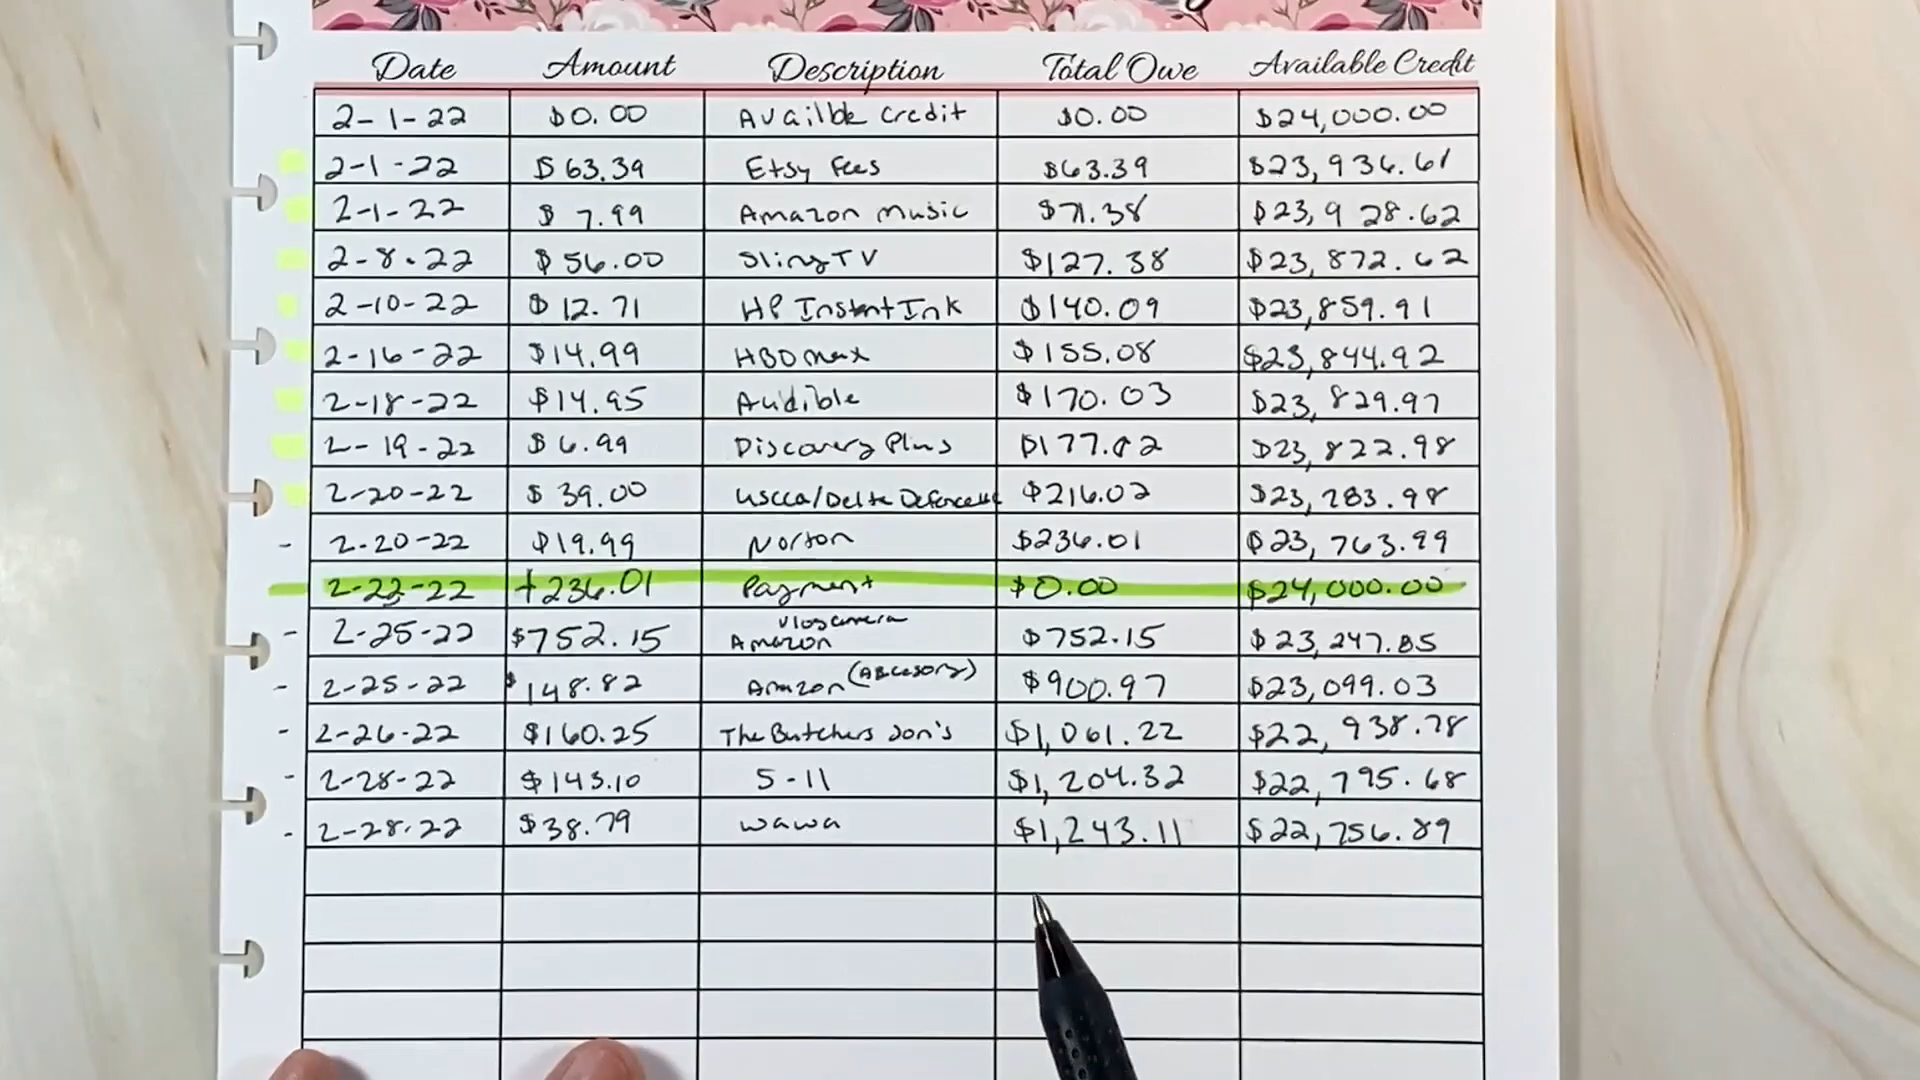 Date Amount Description Total Owe Available Credit
2-1-22 $0.00 Availble credit $0.00 $24,000.00
2-1-22 $63.39 Etsy Fees $63.39 $23,936.61
2-1-22 $7.99 Amazon music $71.38 $23,928.62
2-8-22 $56.00 Sling TV $127.38 $23,872.62
2-10-22 $12.71 HP Instant Ink $140.09 $23,859.91
2-16-22 $14.99 HBO max $155.08 $23,844.92
2-18-22 $14.95 Audible $170.03 $23,829.97
2-19-22 $6.99 Discovery Plus $177.02 $23,822.98
2-20-22 $39.00 uscca/Delta $216.02 $23,783.98
2-20-22 $19.99 Norton $236.01 $23,763.99
2-22-22 +236.01 Payment $0.00 $24,000.00
vlog camera
2-25-22 $752.15 Amazon $752.15 $23,247.85
2-25-22 $148.82 Amazon (Abcesory) $900.97 $23,099.03
2-26-22 $160.25 The Butchers Son's $1,061.22 $22,938.78
2-28-22 $143.10 5-11 $1,204.32 $22,795.68
2-28-22 $38.79 wawa $1,243.11 $22,756.89